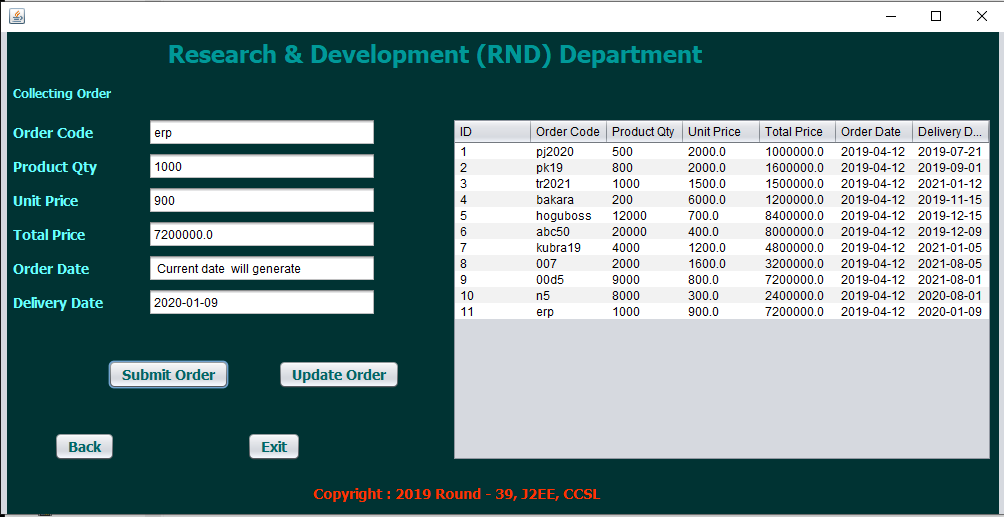 Research & Development (RND) Department
Collecting Order
Order Code erp
Product Qty 1000
Unit Price 900
Total Price 7200000.0
Order Date Current date will generate
Delivery Date 2020-01-09
Submit Order Update Order
Back Exit
ID Order Code Product Qty Unit Price Total Price Order Date Delivery D...
1 pj2020 500 2000.0 1000000.0 2019-04-12 2019-07-21
2 pk19 800 2000.0 1600000.0 2019-04-12 2019-09-01
3 tr2021 1000 1500.0 1500000.0 2019-04-12 2021-01-12
4 bakara 200 6000.0 1200000.0 2019-04-12 2019-11-15
5 hoguboss 12000 700.0 8400000.0 2019-04-12 2019-12-15
6 abc50 20000 400.0 8000000.0 2019-04-12 2019-12-09
7 kubra19 4000 1200.0 4800000.0 2019-04-12 2021-01-05
8 007 2000 1600.0 3200000.0 2019-04-12 2021-08-05
9 00d5 9000 800.0 7200000.0 2019-04-12 2021-08-01
10 n5 8000 300.0 2400000.0 2019-04-12 2020-08-01
11 erp 1000 900.0 7200000.0 2019-04-12 2020-01-09
Copyright : 2019 Round - 39, J2EE, CCSL